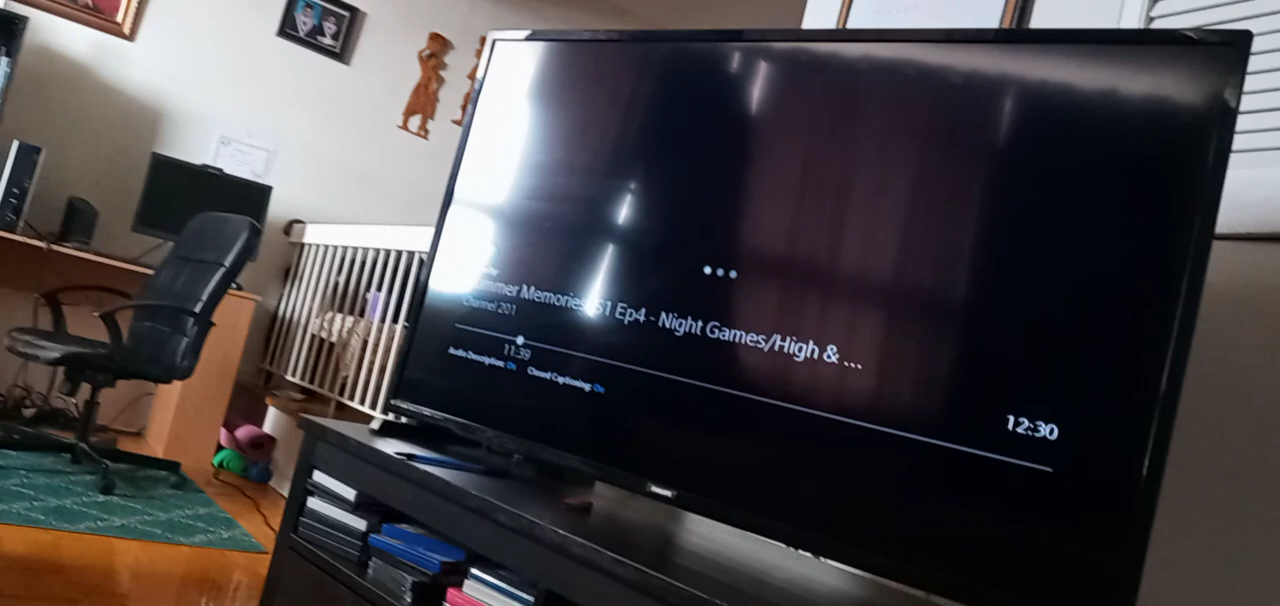 Summer Memories S1 Ep4 - Night Games/High & ...
Channel 201
11:39
12:30
Audio Description: On Closed Captioning: On